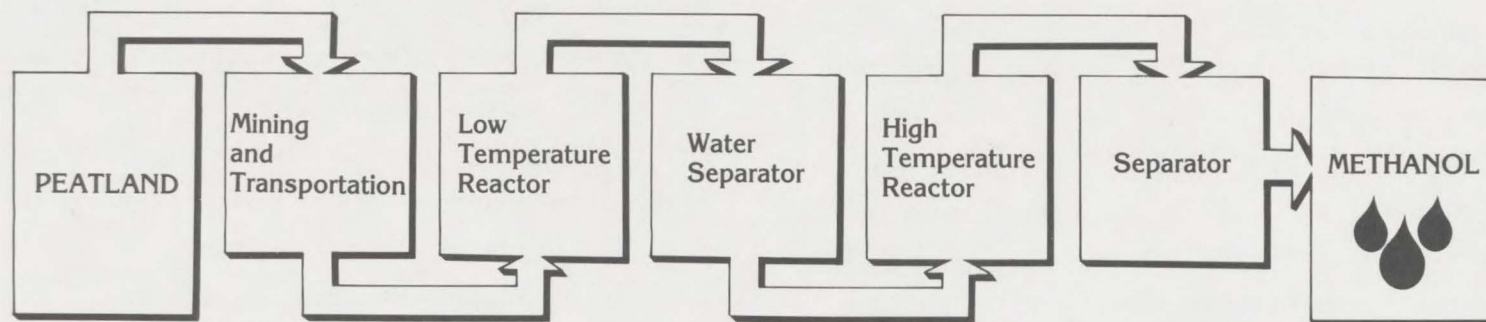 PEATLAND
Mining
and
Transportation
Low
Temperature
Reactor
Water
Separator
High
Temperature
Reactor
Separator
METHANOL